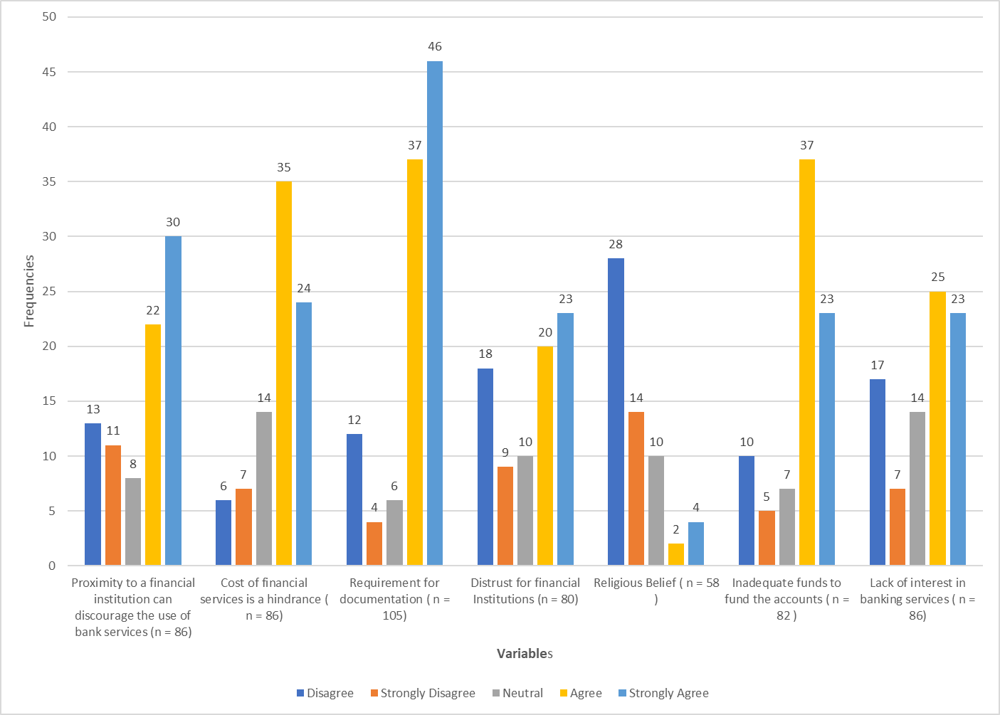 50
45
40
35
30
25
20
15
10
5
0
Frequencies
13
11
8
22
30
6
7
14
35
24
12
4
6
37
46
18
9
10
20
23
28
14
10
2
4
10
5
7
37
23
17
7
14
25
23
Proximity to a financial
institution can
discourage the use of
bank services (n = 86)
Cost of financial
services is a hindrance (
n = 86)
Requirement for
documentation ( n =
105)
Distrust for financial
Institutions (n = 80)
Religious Belief ( n = 58
)
Inadequate funds to
fund the accounts ( n =
82 )
Lack of interest in
banking services ( n =
86)
Variables
Disagree Strongly Disagree Neutral Agree Strongly Agree